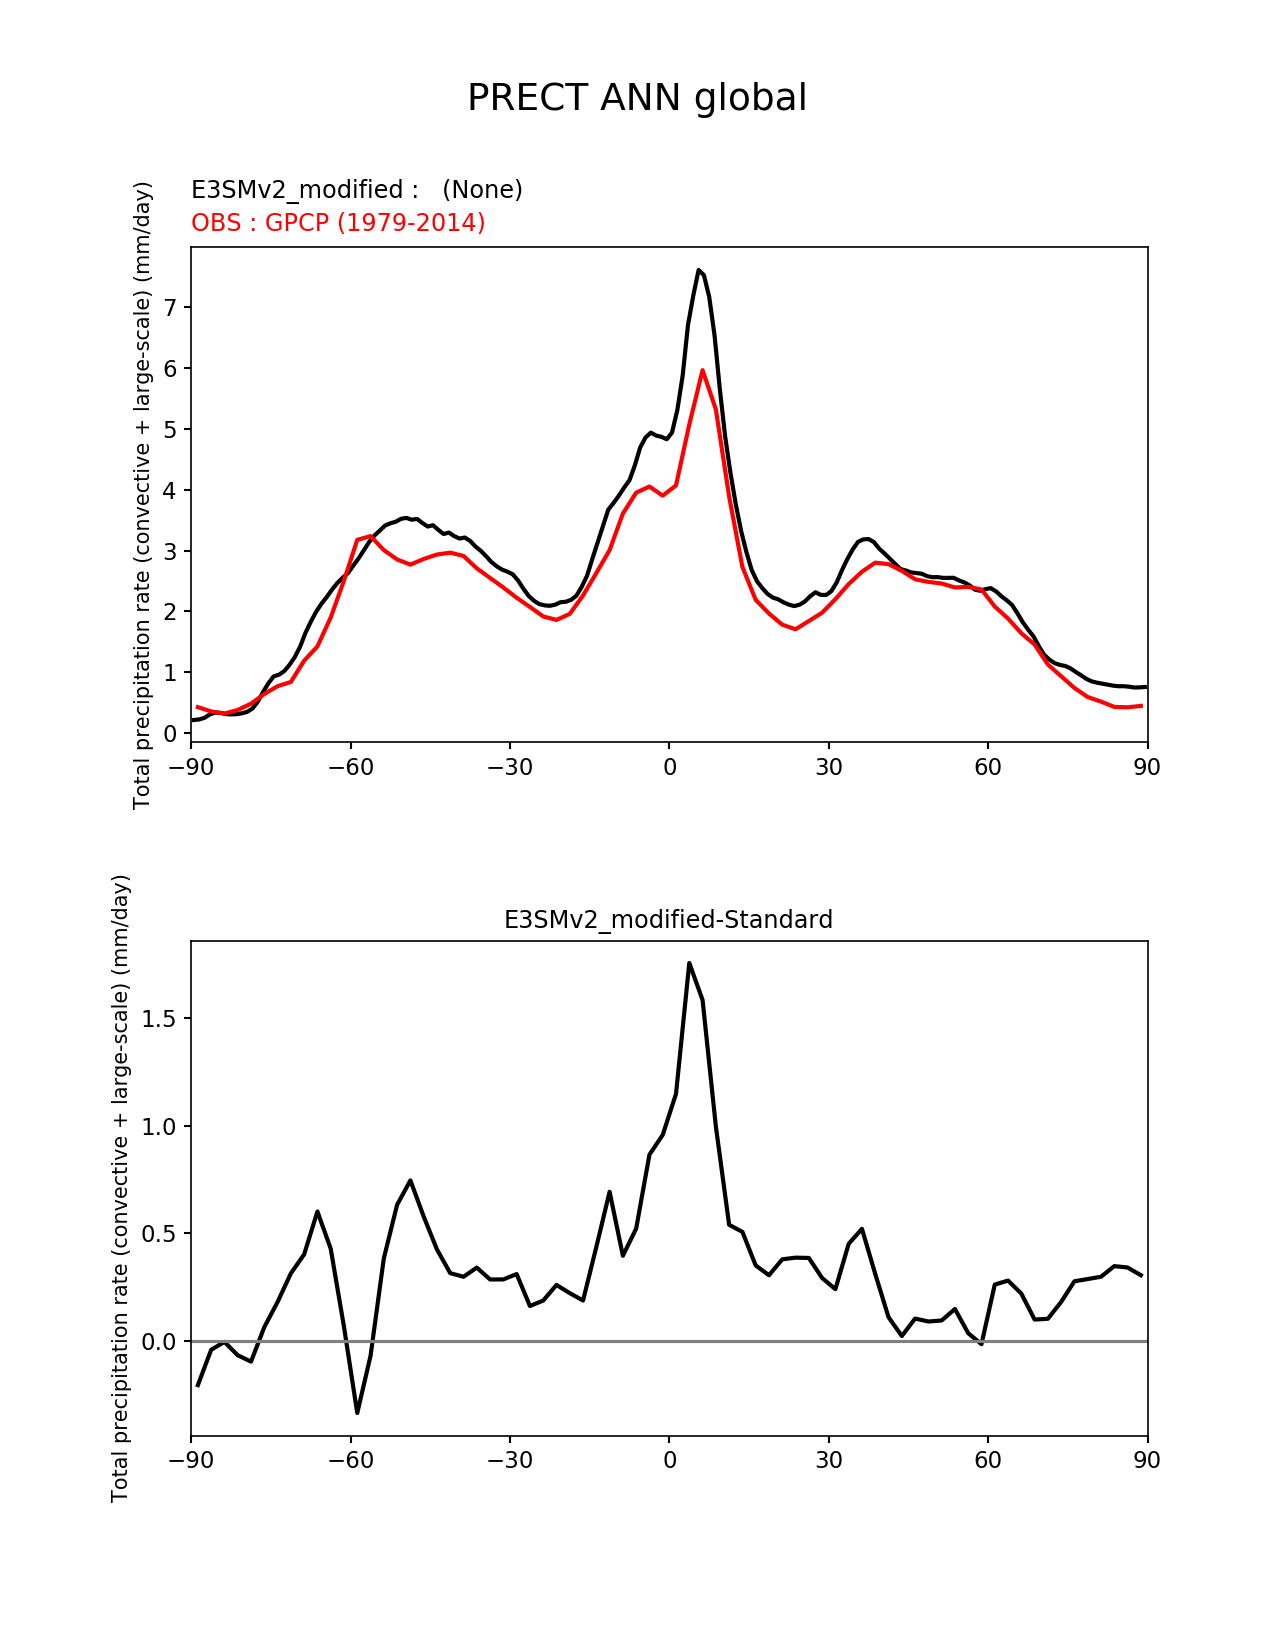 PRECT ANN global
E3SMv2_modified :   (None)
OBS : GPCP (1979-2014)
Total precipitation rate (convective + large-scale) (mm/day)
7
6
5
4
3
2
1
0
−90 −60 −30 0 30 60 90
E3SMv2_modified-Standard
Total precipitation rate (convective + large-scale) (mm/day)
1.5
1.0
0.5
0.0
−90 −60 −30 0 30 60 90